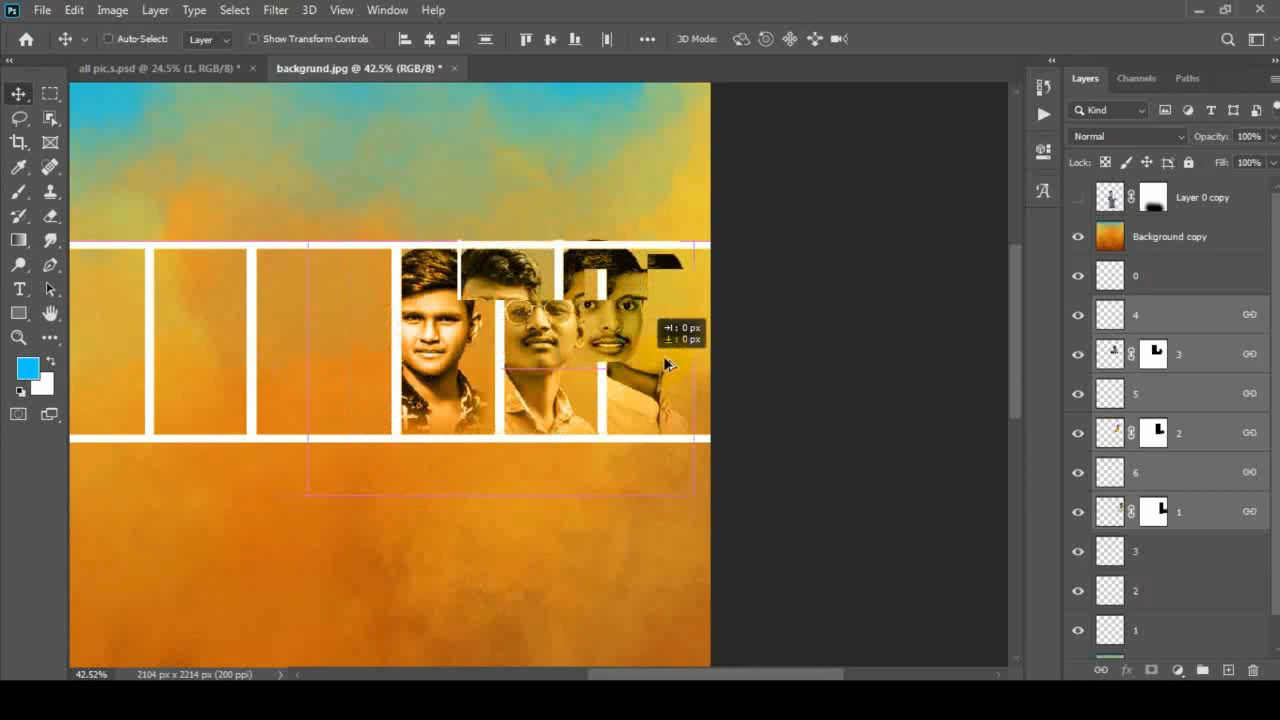 Ps File Edit Image Layer Type Select Filter 3D View Window Help
Auto-Select: Layer Show Transform Controls 3D Mode:
all pic,s.psd @ 24.5% (1, RGB/8) * × backgrund.jpg @ 42.5% (RGB/8) * ×
Layers Channels Paths
Kind
Normal Opacity: 100%
Lock: Fill: 100%
Layer 0 copy
Background copy
0
4
3
5
2
6
1
3
2
1
: 0 px
: 0 px
42.52% 2104 px x 2214 px (200 ppi)